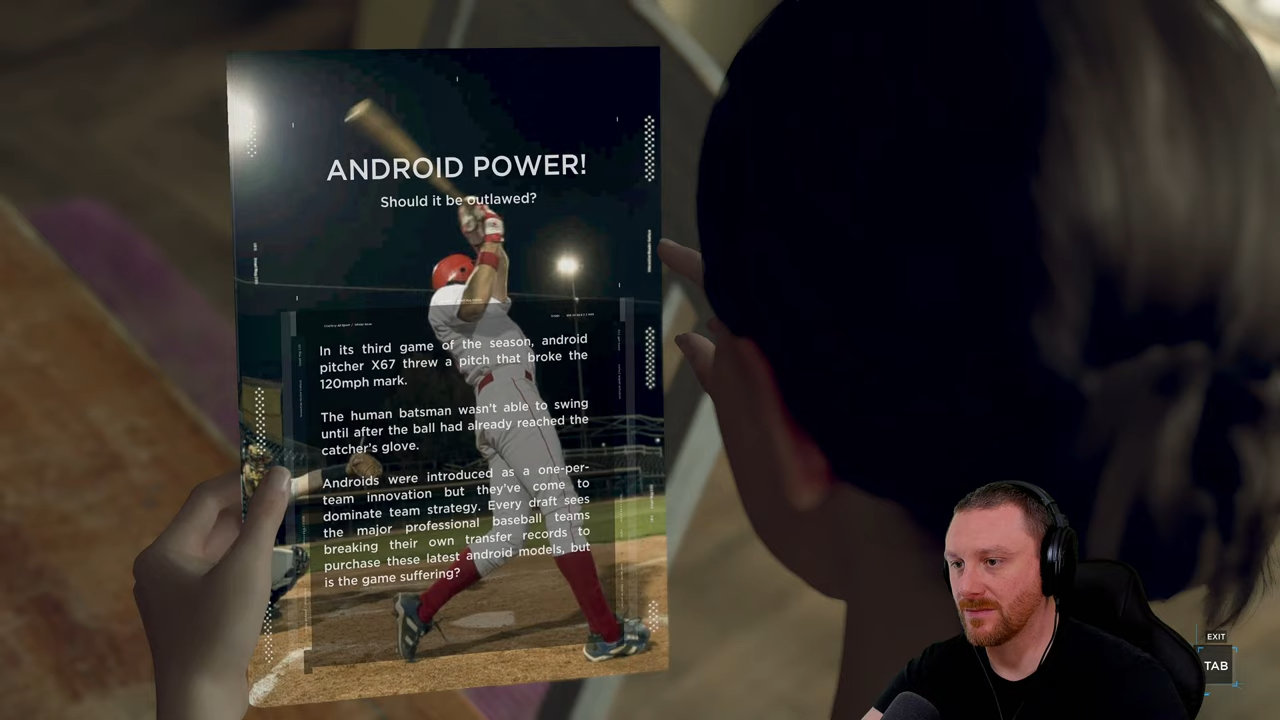 ANDROID POWER!
Should it be outlawed?
In its third game of the season, android
pitcher X67 threw a pitch that broke the
120mph mark.
The human batsman wasn't able to swing
until after the ball had already reached the
catcher's glove.
Androids were introduced as a one-per-
team innovation but they've come to
dominate team strategy. Every draft sees
the major professional baseball teams
breaking their own transfer records to
purchase these latest android models, but
is the game suffering?
EXIT
TAB